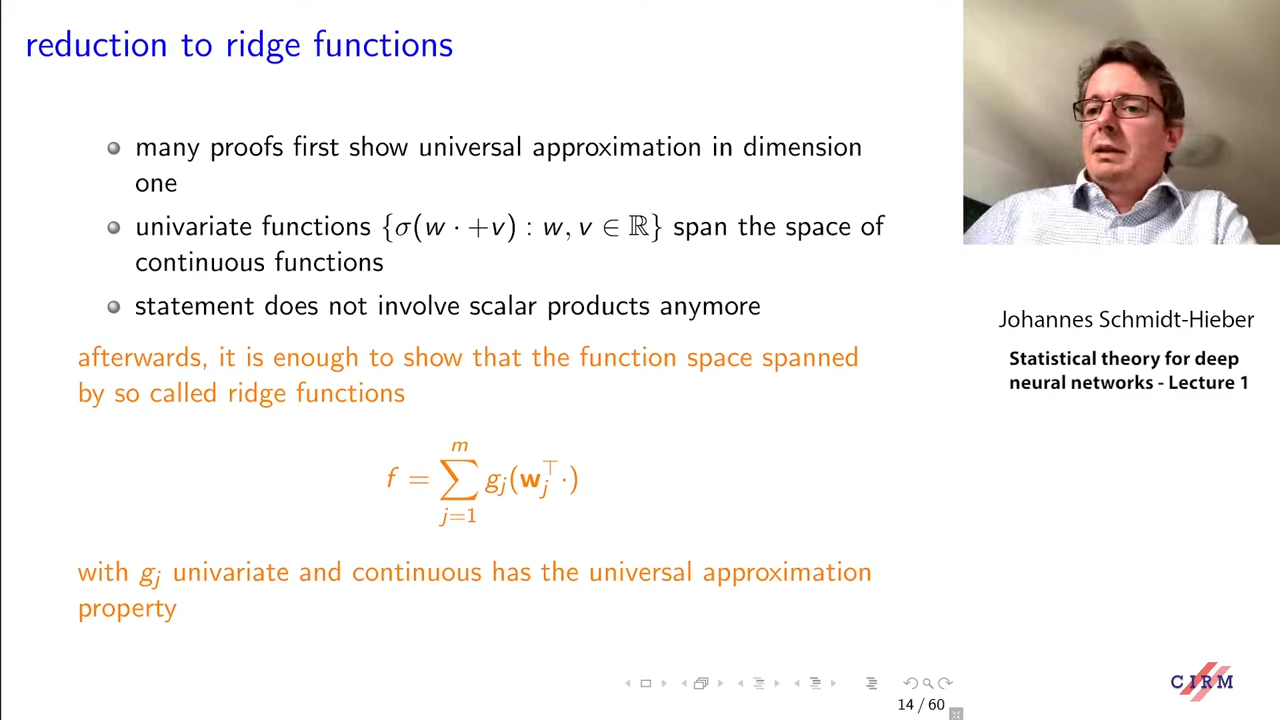 reduction to ridge functions
many proofs first show universal approximation in dimension
one
univariate functions {σ(w · +v) : w, v ∈ ℝ} span the space of
continuous functions
statement does not involve scalar products anymore
afterwards, it is enough to show that the function space spanned
by so called ridge functions
f = ∑_{j=1}^{m} g_j(𝐰_j^⊤ ·)
with g_j univariate and continuous has the universal approximation
property
14 / 60
Johannes Schmidt-Hieber
Statistical theory for deep
neural networks - Lecture 1
CIRM